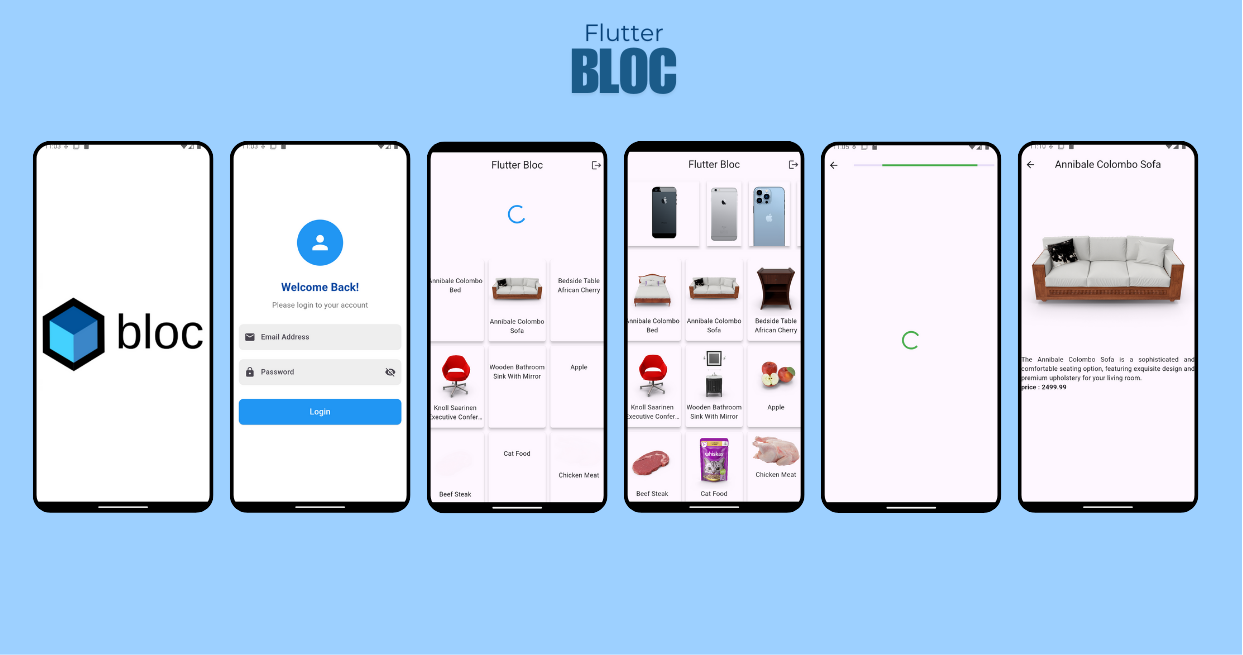 Flutter
BLOC
bloc
Welcome Back!
Please login to your account
Email Address
Password
Login
Flutter Bloc
Annibale Colombo
Bed
Annibale Colombo
Sofa
Bedside Table
African Cherry
Knoll Saarinen
Executive Confer...
Wooden Bathroom
Sink With Mirror
Apple
Beef Steak
Cat Food
Chicken Meat
Flutter Bloc
Annibale Colombo
Bed
Annibale Colombo
Sofa
Bedside Table
African Cherry
Knoll Saarinen
Executive Confer...
Wooden Bathroom
Sink With Mirror
Apple
whiskas
Beef Steak
Cat Food
Chicken Meat
Annibale Colombo Sofa
The Annibale Colombo Sofa is a sophisticated and
comfortable seating option, featuring exquisite design and
premium upholstery for your living room.
price : 2499.99